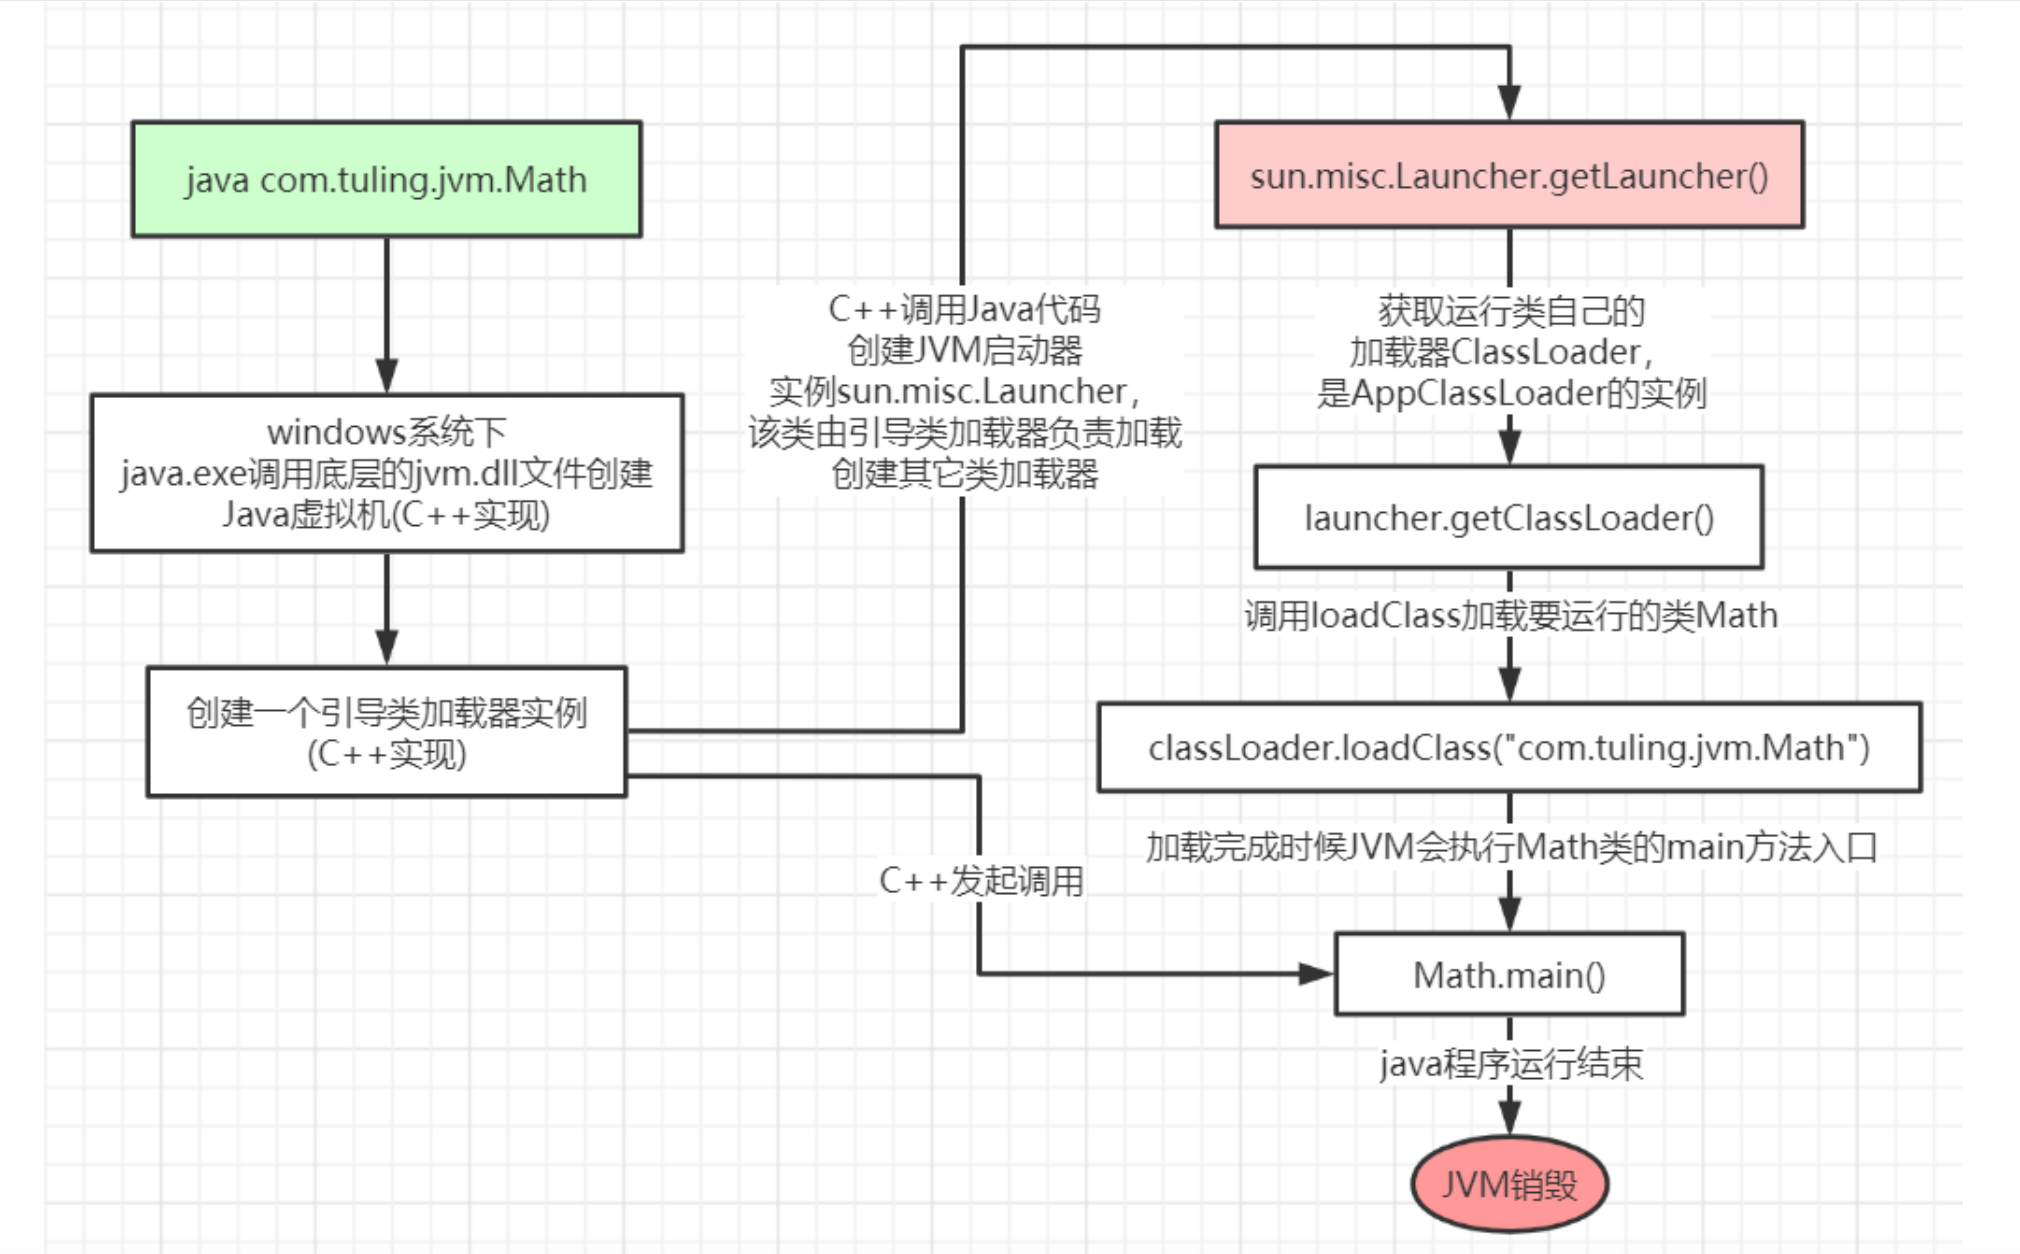 java com.tuling.jvm.Math
windows系统下
java.exe调用底层的jvm.dll文件创建
Java虚拟机(C++实现)
创建一个引导类加载器实例
(C++实现)
C++调用Java代码
创建JVM启动器
实例sun.misc.Launcher，
该类由引导类加载器负责加载
创建其它类加载器
C++发起调用
sun.misc.Launcher.getLauncher()
获取运行类自己的
加载器ClassLoader，
是AppClassLoader的实例
launcher.getClassLoader()
调用loadClass加载要运行的类Math
classLoader.loadClass("com.tuling.jvm.Math")
加载完成时候JVM会执行Math类的main方法入口
Math.main()
java程序运行结束
JVM销毁